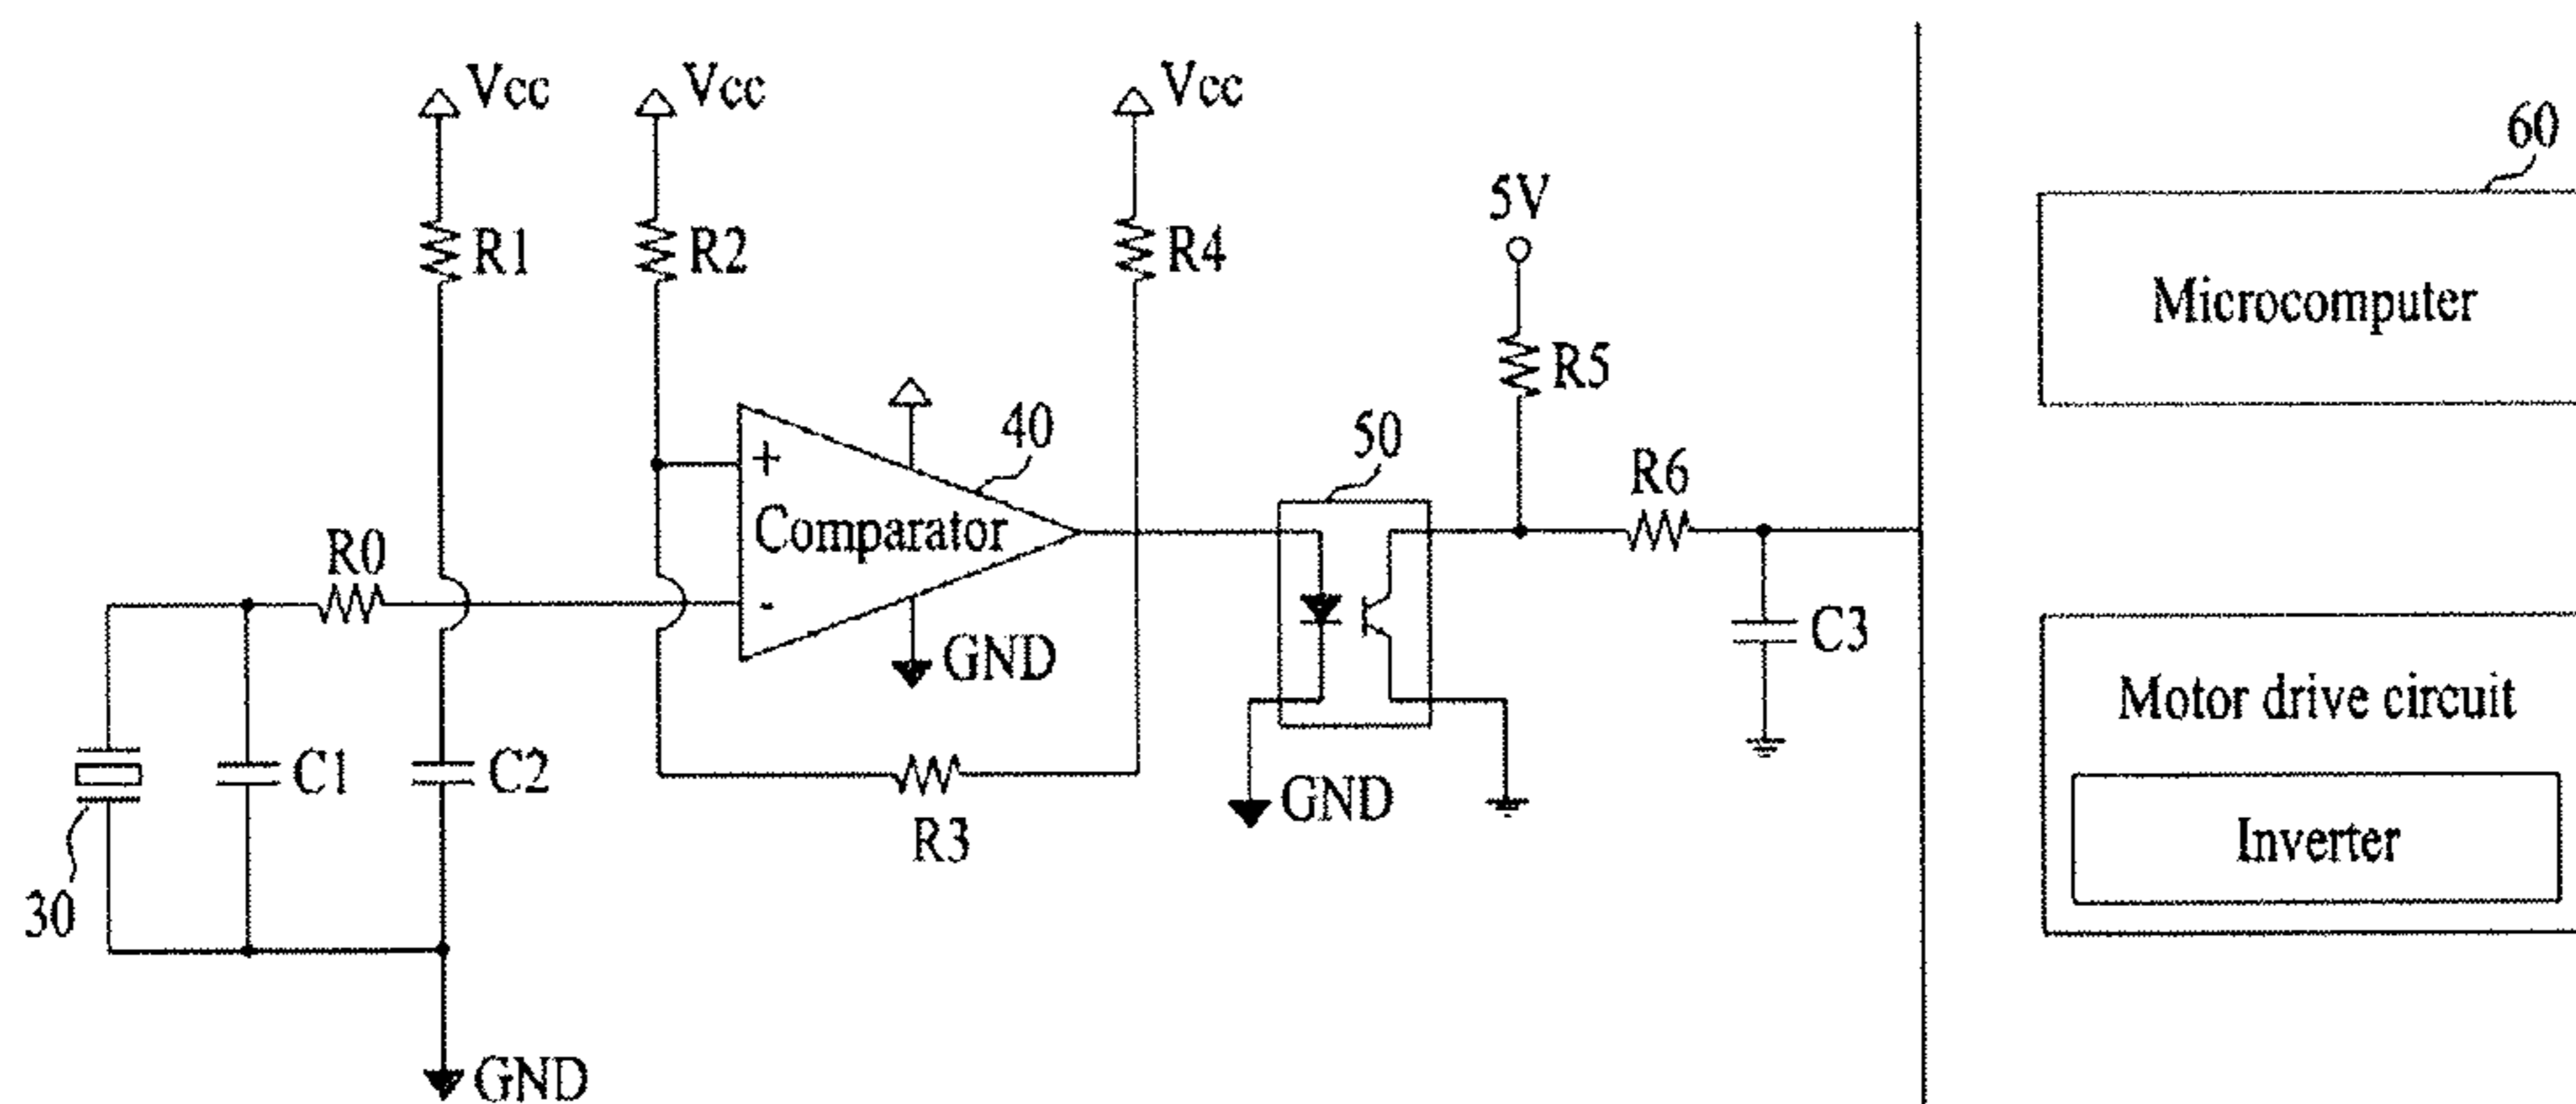 Vcc
Vcc
Vcc
60
5V
R1
R2
R4
Microcomputer
R5
40
50
+
R6
Comparator
R0
-
GND
C3
Motor drive circuit
C1
C2
GND
R3
Inverter
30
GND